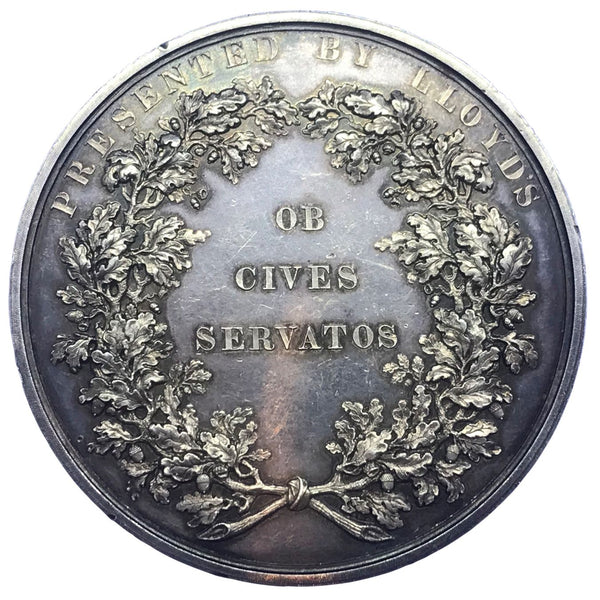 PRESENTED BY LLOYD'S
OB
CIVES
SERVATOS